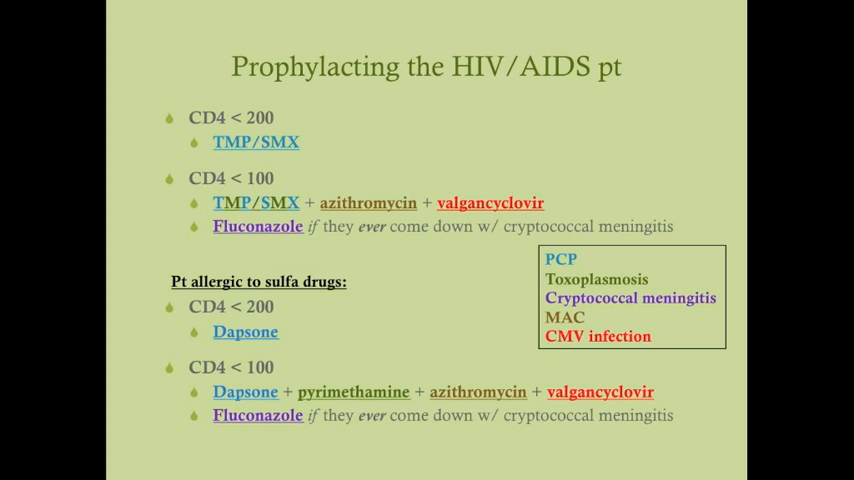 Prophylacting the HIV/AIDS pt
CD4 < 200
TMP/SMX
CD4 < 100
TMP/SMX + azithromycin + valgancyclovir
Fluconazole if they ever come down w/ cryptococcal meningitis
PCP
Toxoplasmosis
Cryptococcal meningitis
MAC
CMV infection
Pt allergic to sulfa drugs:
CD4 < 200
Dapsone
CD4 < 100
Dapsone + pyrimethamine + azithromycin + valgancyclovir
Fluconazole if they ever come down w/ cryptococcal meningitis